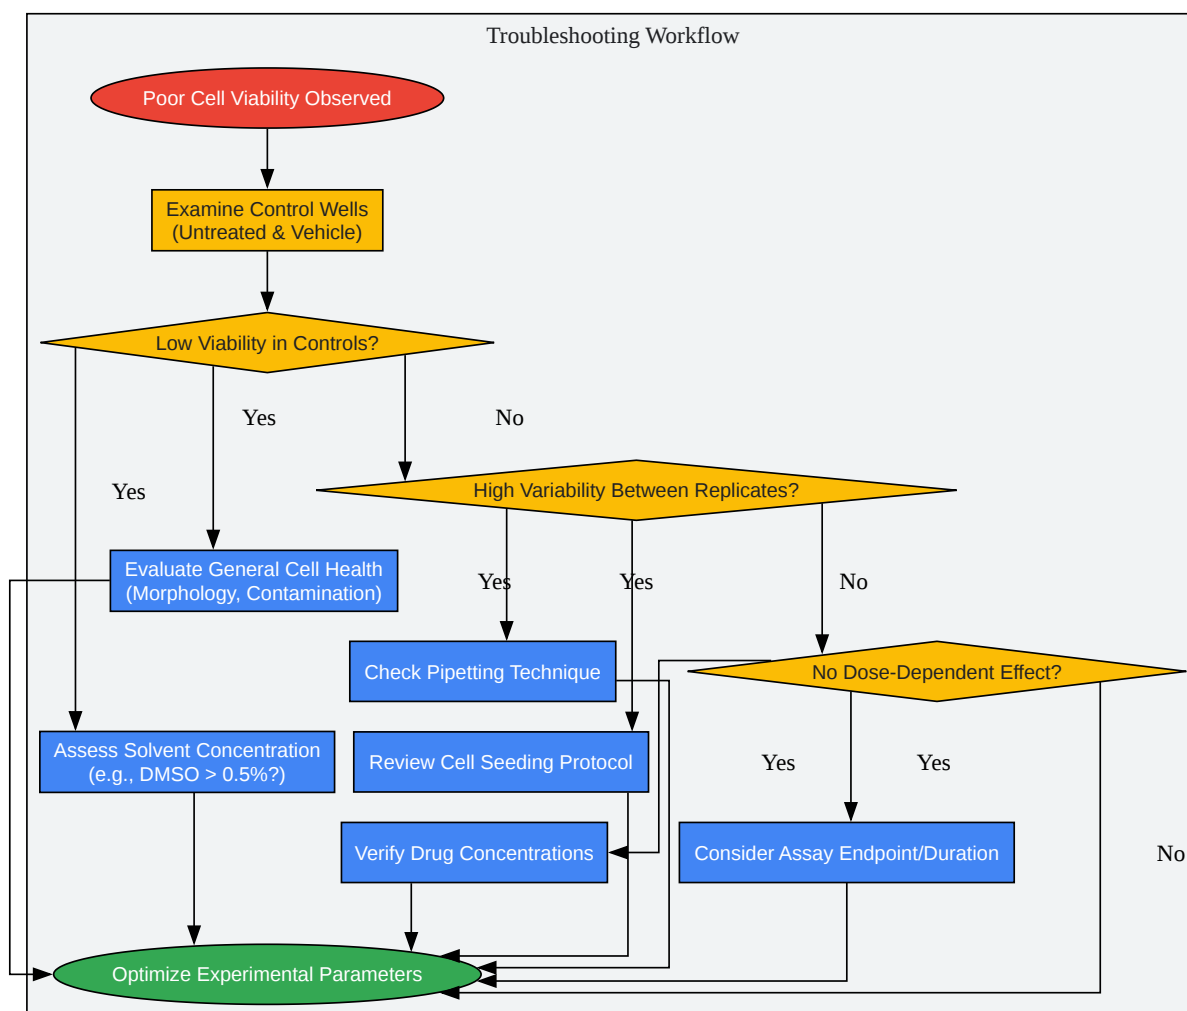 Troubleshooting Workflow
Poor Cell Viability Observed
Examine Control Wells
(Untreated & Vehicle)
Low Viability in Controls?
Yes
No
Yes
High Variability Between Replicates?
Evaluate General Cell Health
(Morphology, Contamination)
Yes
Yes
No
Check Pipetting Technique
No Dose-Dependent Effect?
Assess Solvent Concentration
(e.g., DMSO > 0.5%?)
Review Cell Seeding Protocol
Yes
Yes
Verify Drug Concentrations
Consider Assay Endpoint/Duration
No
Optimize Experimental Parameters